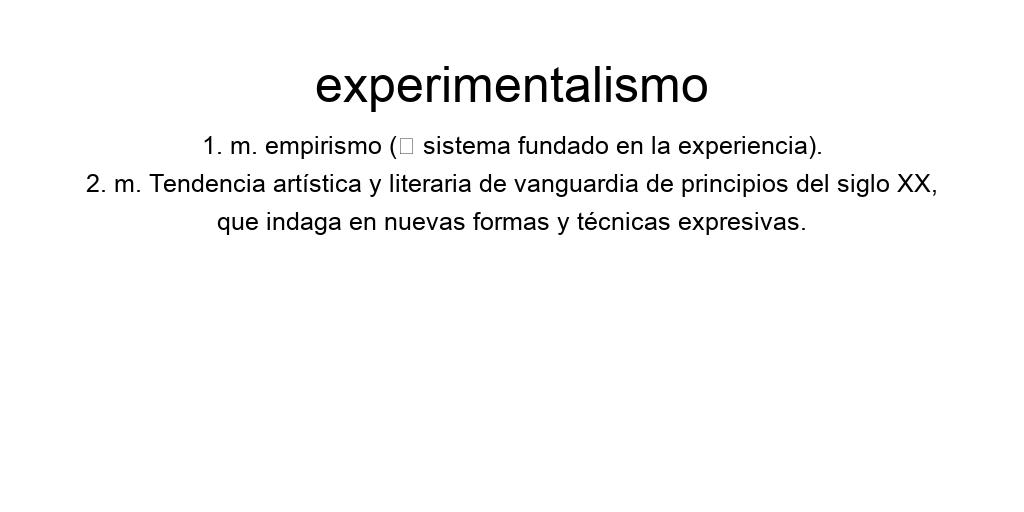 experimentalismo
1. m. empirismo (□ sistema fundado en la experiencia).
2. m. Tendencia artística y literaria de vanguardia de principios del siglo XX,
que indaga en nuevas formas y técnicas expresivas.